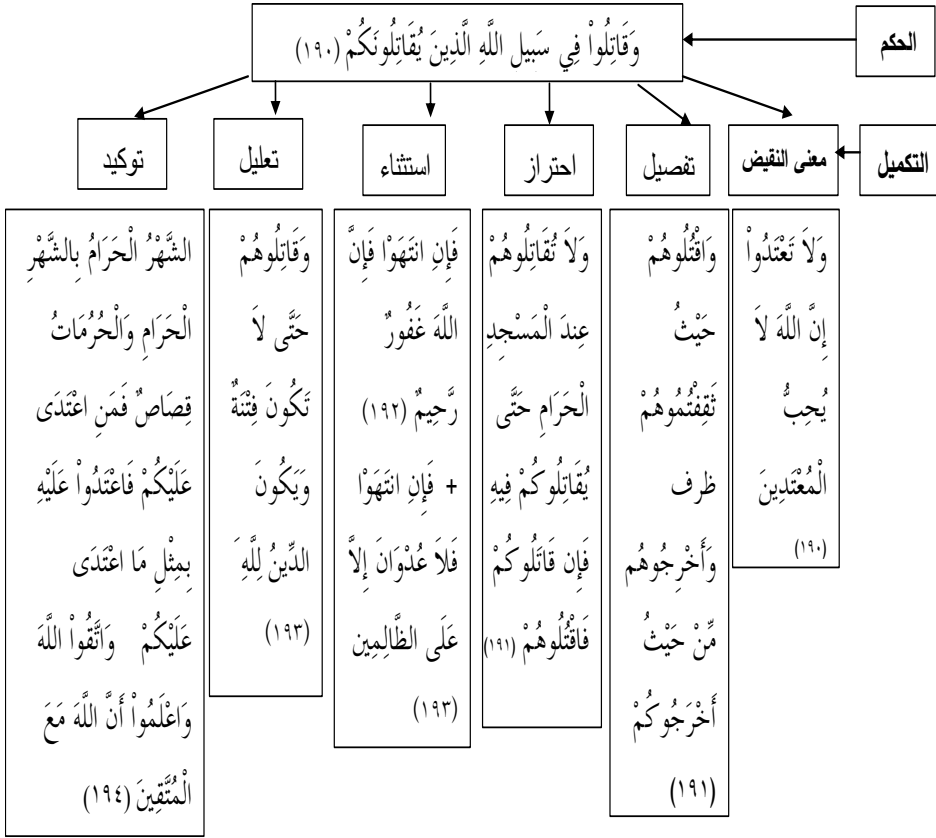 الحكم
وَقَاتِلُواْ فِي سَبِيلِ اللَّهِ الَّذِينَ يُقَاتِلُونَكُمْ (١٩٠)
التكميل
معنى النقيض
تفصيل
احتراز
استثناء
تعليل
توكيد
وَلاَ تَعْتَدُواْ
إِنَّ اللَّهَ لاَ
يُحِبُّ
الْمُعْتَدِينَ
(١٩٠)
وَاقْتُلُوهُمْ
حَيْثُ
ثَقِفْتُمُوهُمْ
ظرف
وَأَخْرِجُوهُم
مِّنْ حَيْثُ
أَخْرَجُوكُمْ
(١٩١)
وَلاَ تُقَاتِلُوهُمْ
عِندَ الْمَسْجِدِ
الْحَرَامِ حَتَّى
يُقَاتِلُوكُمْ فِيهِ
فَإِن قَاتَلُوكُمْ
فَاقْتُلُوهُمْ (١٩١)
فَإِنِ انتَهَوْا فَإِنَّ
اللَّهَ غَفُورٌ
رَّحِيمٌ (١٩٢)
+ فَإِنِ انتَهَوْا
فَلاَ عُدْوَانَ إِلاَّ
عَلَى الظَّالِمِين
(١٩٣)
وَقَاتِلُوهُمْ
حَتَّى لاَ
تَكُونَ فِتْنَةٌ
وَيَكُونَ
الدِّينُ لِلَّهِ
(١٩٣)
الشَّهْرُ الْحَرَامُ بِالشَّهْرِ
الْحَرَامِ وَالْحُرُمَاتُ
قِصَاصٌ فَمَنِ اعْتَدَى
عَلَيْكُمْ فَاعْتَدُواْ عَلَيْهِ
بِمِثْلِ مَا اعْتَدَى
عَلَيْكُمْ وَاتَّقُواْ اللَّهَ
وَاعْلَمُواْ أَنَّ اللَّهَ مَعَ
الْمُتَّقِينَ (١٩٤)